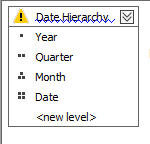 Date Hierarchy
Year
Quarter
Month
Date
<new level>